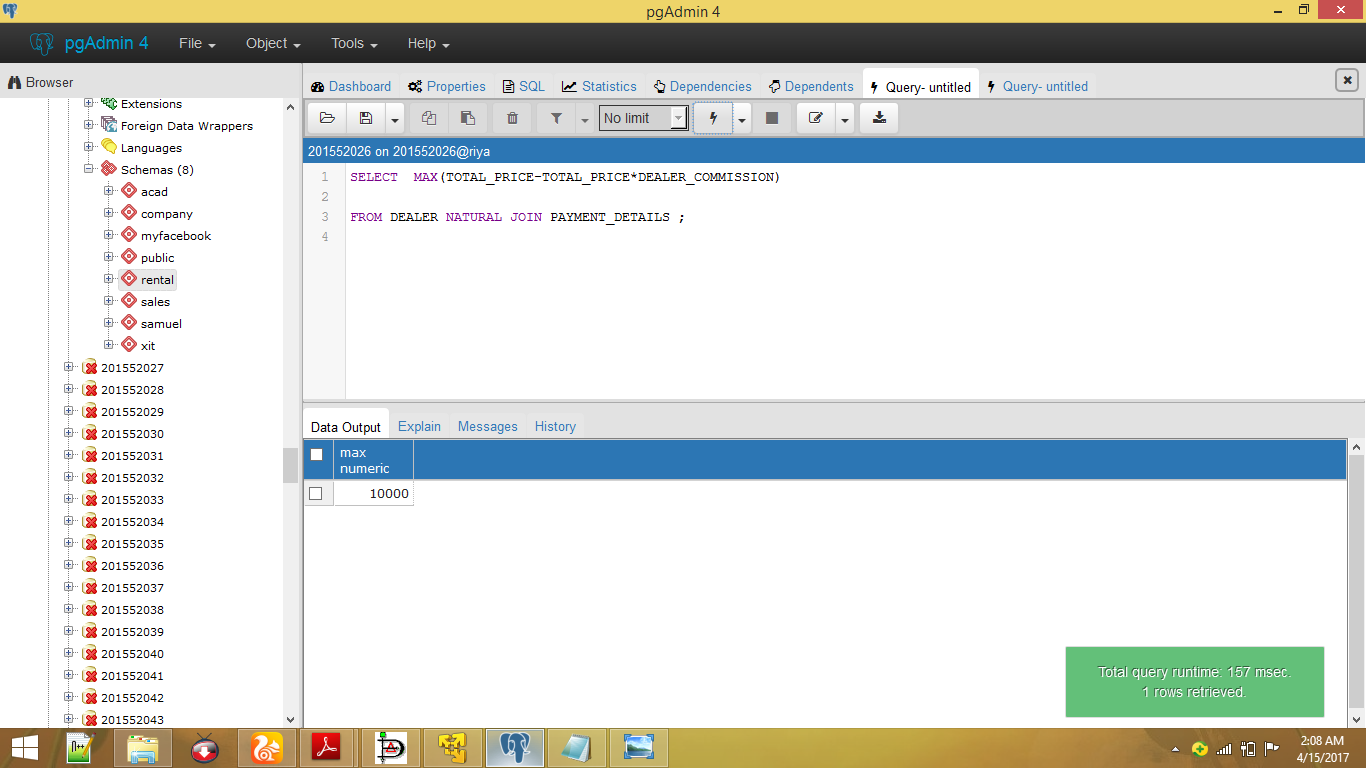 pgAdmin 4
pgAdmin 4 File Object Tools Help
Browser
Dashboard Properties SQL Statistics Dependencies Dependents Query- untitled Query- untitled
Extensions
Foreign Data Wrappers
Languages
Schemas (8)
acad
company
myfacebook
public
rental
sales
samuel
xit
201552027
201552028
201552029
201552030
201552031
201552032
201552033
201552034
201552035
201552036
201552037
201552038
201552039
201552040
201552041
201552042
201552043
No limit
201552026 on 201552026@riya
1 SELECT  MAX(TOTAL_PRICE-TOTAL_PRICE*DEALER_COMMISSION)
2
3 FROM DEALER NATURAL JOIN PAYMENT_DETAILS ;
4
Data Output Explain Messages History
max
numeric
10000
Total query runtime: 157 msec.
1 rows retrieved.
2:08 AM
4/15/2017